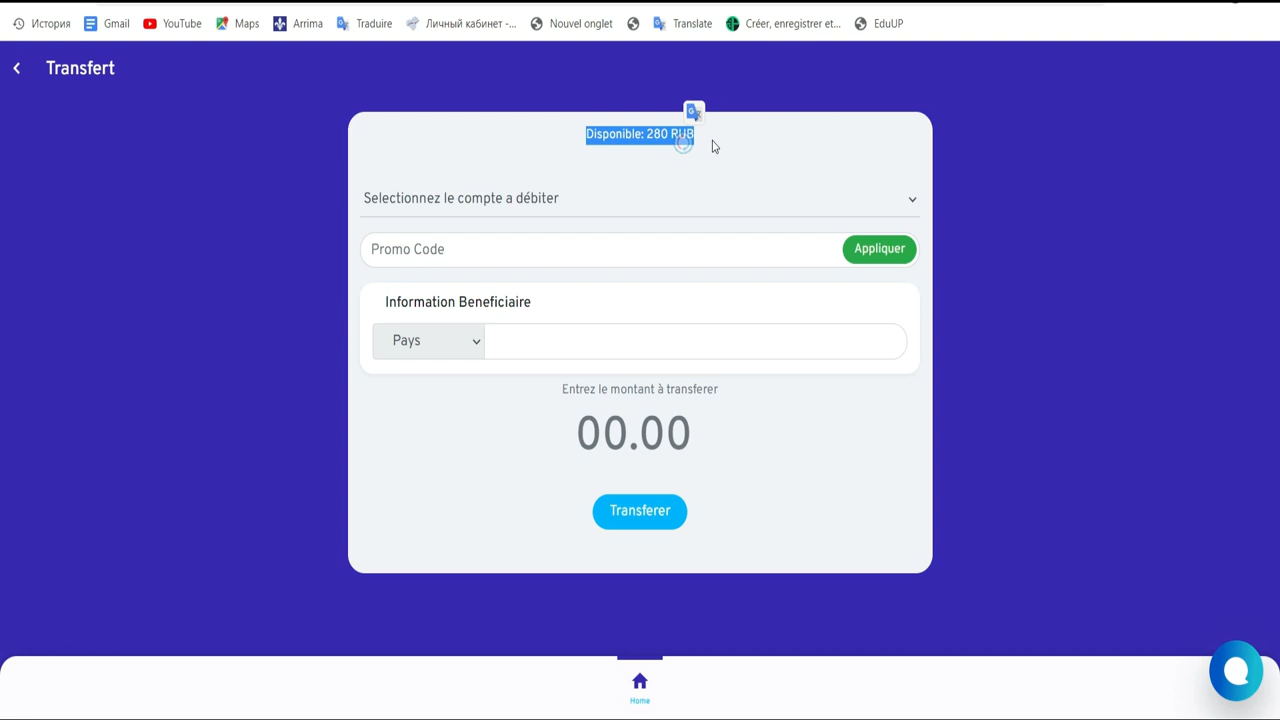 История Gmail YouTube Maps Arrima Traduire Личный кабинет -... Nouvel onglet Translate Créer, enregistrer et... EduUP
Transfert
Disponible: 280 RUB
Selectionnez le compte a débiter
Promo Code Appliquer
Information Beneficiaire
Pays
Entrez le montant à transferer
00.00
Transferer
Home